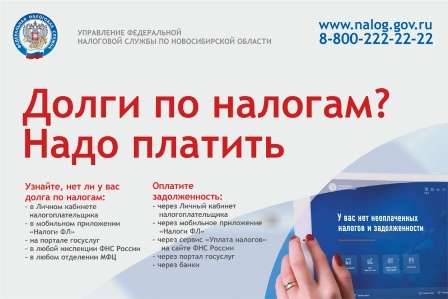 УПРАВЛЕНИЕ ФЕДЕРАЛЬНОЙ
НАЛОГОВОЙ СЛУЖБЫ ПО НОВОСИБИРСКОЙ ОБЛАСТИ
www.nalog.gov.ru
8-800-222-22-22
Долги по налогам?
Надо платить
Узнайте, нет ли у вас
долга по налогам:
- в Личном кабинете
налогоплательщика
- в мобильном приложении
«Налоги ФЛ»
- на портале госуслуг
- в любой инспекции ФНС России
- в любом отделении МФЦ
Оплатите
задолженность:
- через Личный кабинет
налогоплательщика
- через мобильное приложение
«Налоги ФЛ»
- через сервис «Уплата налогов»
на сайте ФНС России
- через портал госуслуг
- через банки
У вас нет неоплаченных
налогов и задолженности